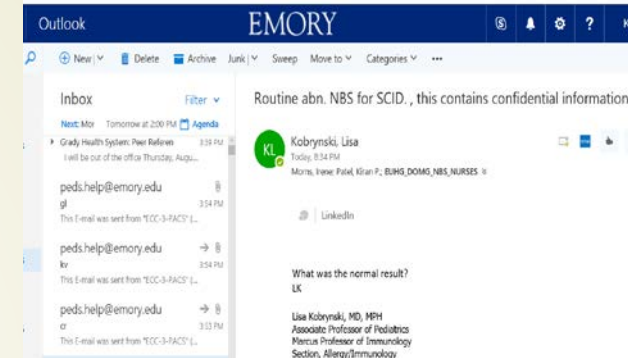 Outlook
EMORY
New
Delete
Archive
Junk
Sweep
Move to
Categories
Inbox
Filter
Next: Mor Tomorrow at 2:00 PM Agenda
Grady Health System: Peer Referen 3:59 PM
I will be out of the office Thursday, Augu...
peds.help@emory.edu
gl 3:54 PM
This E-mail was sent from "ECC-3-PACS" (...
peds.help@emory.edu
kv 3:54 PM
This E-mail was sent from "ECC-3-PACS" (...
peds.help@emory.edu
cr 3:53 PM
This E-mail was sent from "ECC-3-PACS" (...
Routine abn. NBS for SCID. , this contains confidential information
KL
Kobrynski, Lisa
Today, 8:34 PM
Morris, Irene; Patel, Kiran P.; EUHG_DOMG_NBS_NURSES
LinkedIn
What was the normal result?
LK
Lisa Kobrynski, MD, MPH
Associate Professor of Pediatrics
Marcus Professor of Immunology
Section, Allergy/Immunology